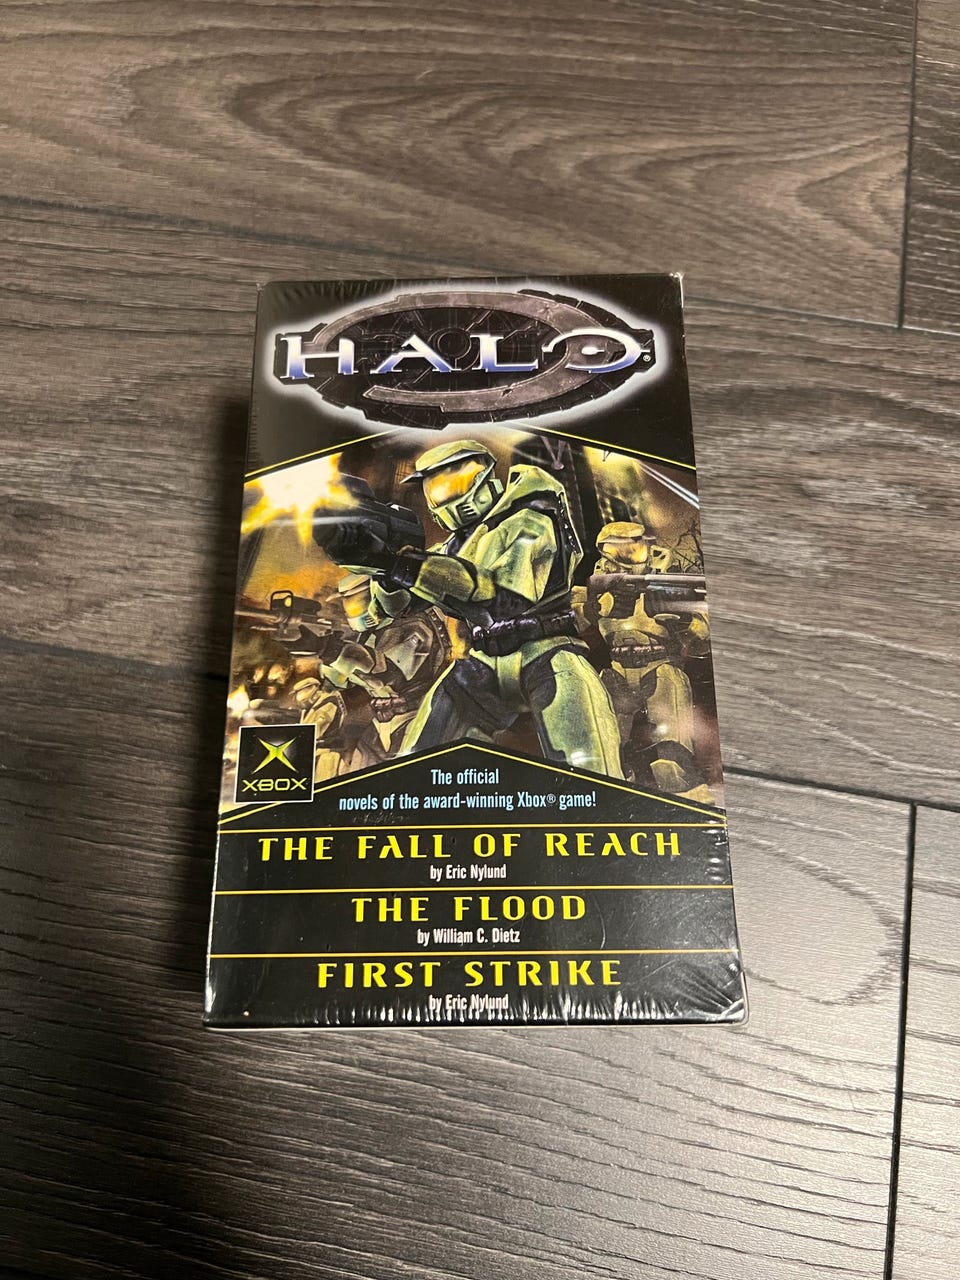 HALO®
XBOX
The official
novels of the award-winning Xbox® game!
THE FALL OF REACH
by Eric Nylund
THE FLOOD
by William C. Dietz
FIRST STRIKE
by Eric Nylund